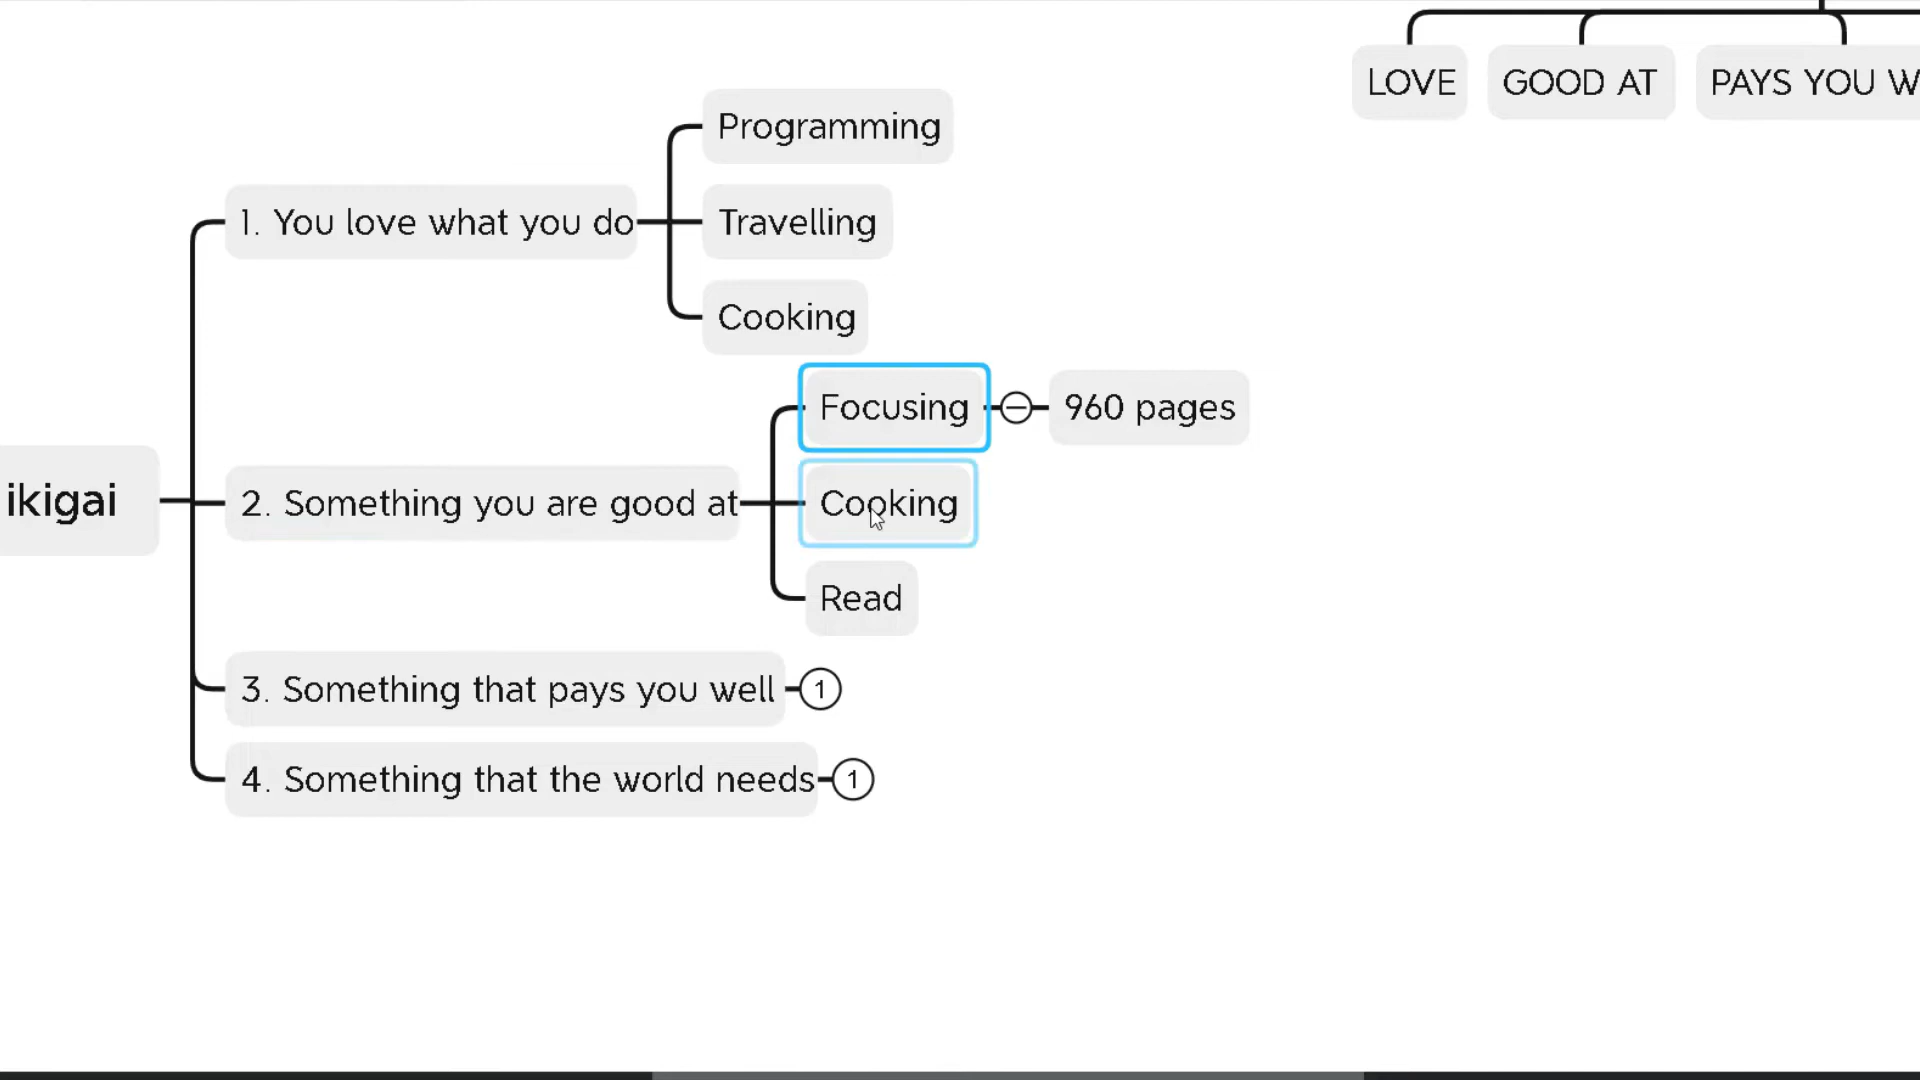 LOVE
GOOD AT
PAYS YOU W
Programming
1. You love what you do
Travelling
Cooking
Focusing
960 pages
ikigai
2. Something you are good at
Cooking
Read
3. Something that pays you well
1
4. Something that the world needs
1